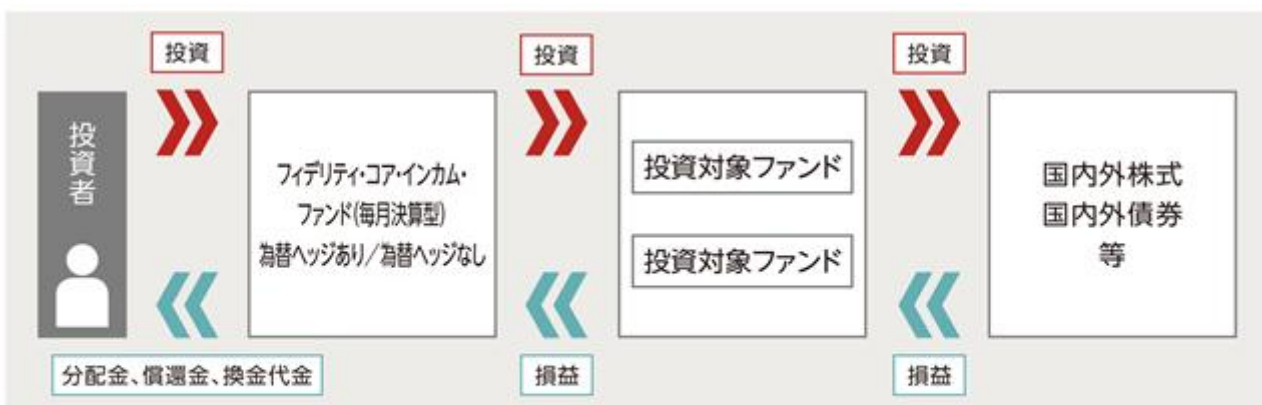 投資
投資
投資
投資者
フィデリティ・コア・インカム・
ファンド(毎月決算型)
為替ヘッジあり/為替ヘッジなし
投資対象ファンド
投資対象ファンド
国内外株式
国内外債券
等
分配金、償還金、換金代金
損益
損益